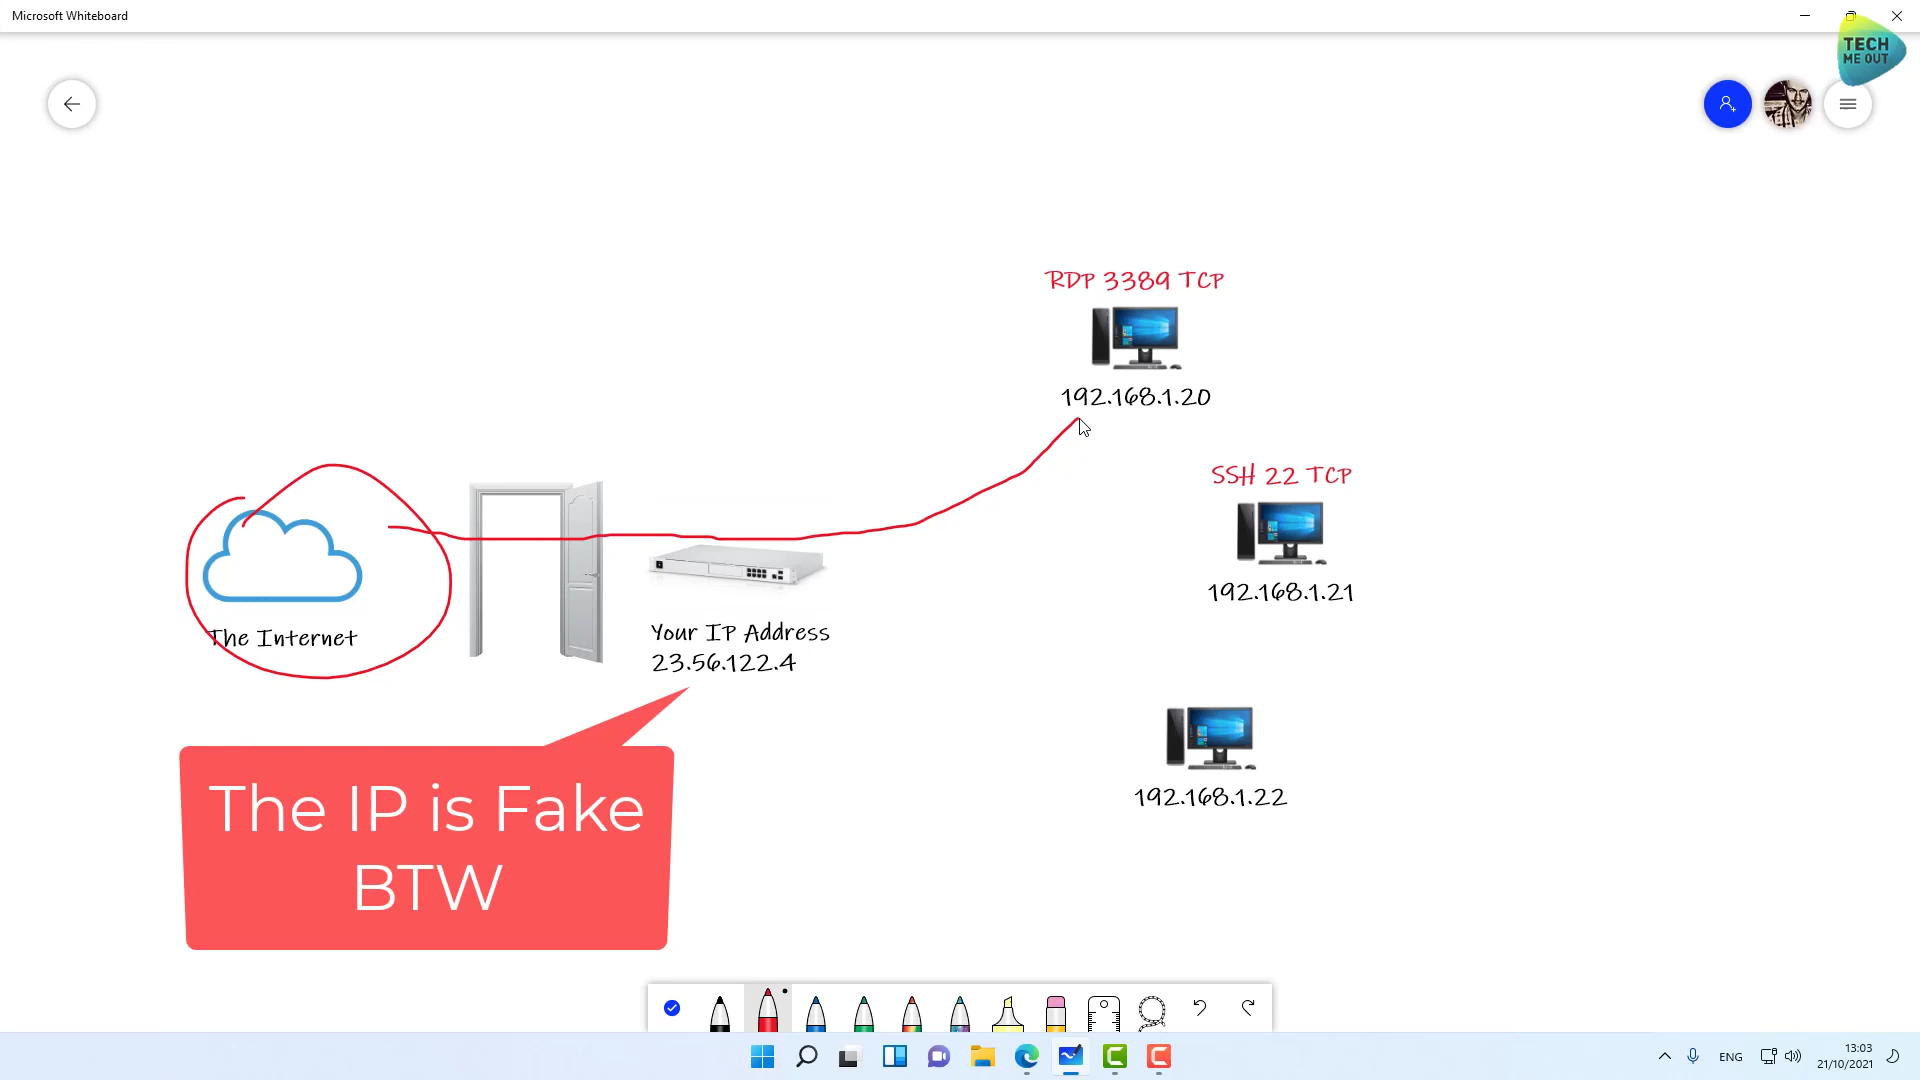 Microsoft Whiteboard
TECH
ME OUT
RDP 3389 TCP
192.168.1.20
SSH 22 TCP
192.168.1.21
The Internet
Your IP Address
23.56.122.4
192.168.1.22
The IP is Fake
BTW
ENG
13:03
21/10/2021